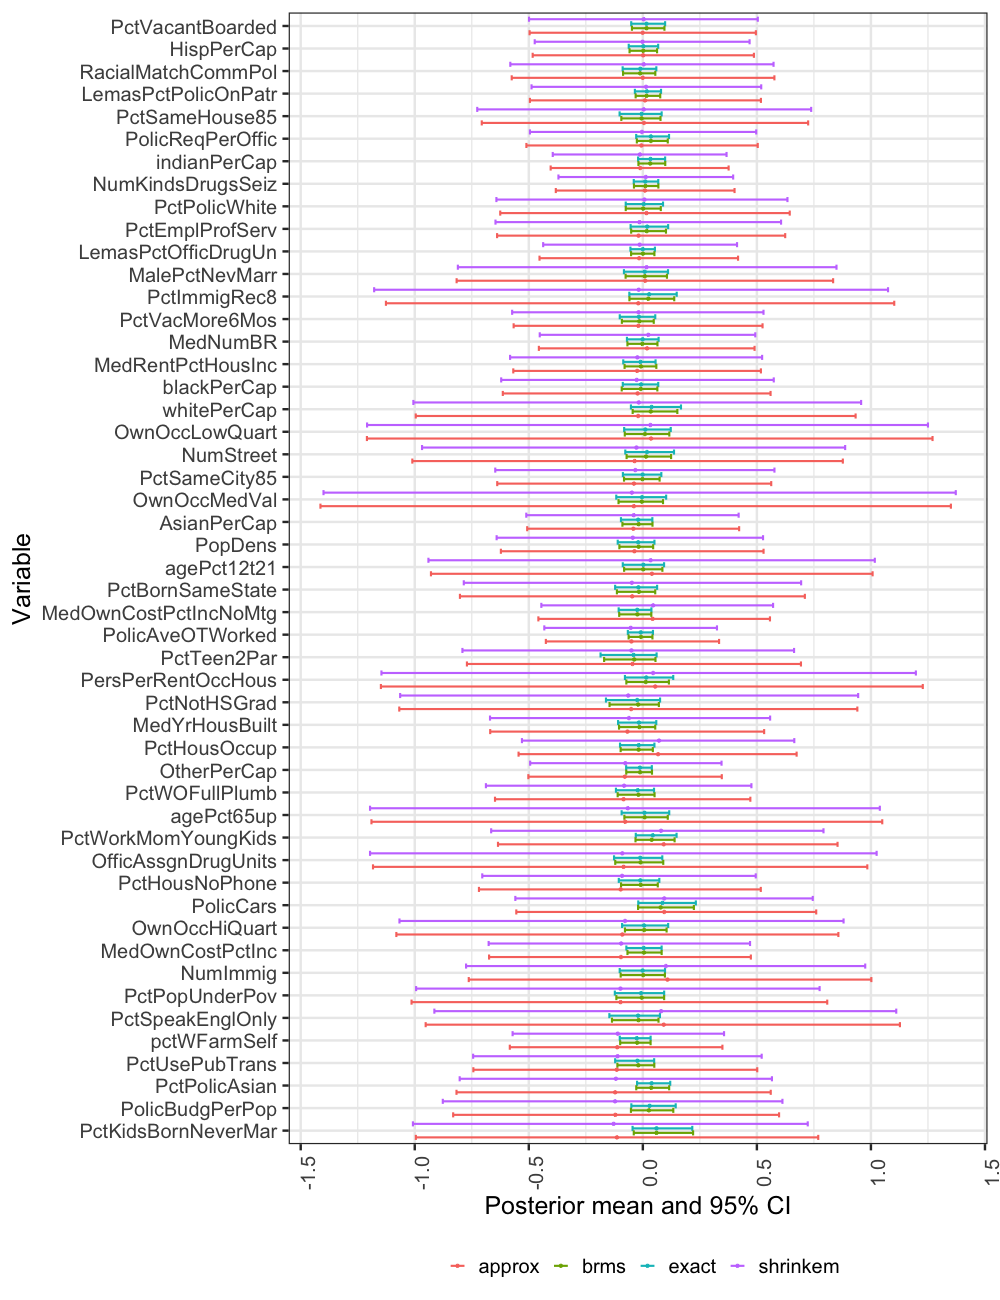 PctVacantBoarded
HispPerCap
RacialMatchCommPol
LemasPctPolicOnPatr
PctSameHouse85
PolicReqPerOffic
indianPerCap
NumKindsDrugsSeiz
PctPolicWhite
PctEmplProfServ
LemasPctOfficDrugUn
MalePctNevMarr
PctImmigRec8
PctVacMore6Mos
MedNumBR
MedRentPctHousInc
blackPerCap
whitePerCap
OwnOccLowQuart
NumStreet
PctSameCity85
OwnOccMedVal
AsianPerCap
PopDens
agePct12t21
PctBornSameState
MedOwnCostPctIncNoMtg
PolicAveOTWorked
PctTeen2Par
PersPerRentOccHous
PctNotHSGrad
MedYrHousBuilt
PctHousOccup
OtherPerCap
PctWOFullPlumb
agePct65up
PctWorkMomYoungKids
OfficAssgnDrugUnits
PctHousNoPhone
PolicCars
OwnOccHiQuart
MedOwnCostPctInc
NumImmig
PctPopUnderPov
PctSpeakEnglOnly
pctWFarmSelf
PctUsePubTrans
PctPolicAsian
PolicBudgPerPop
PctKidsBornNeverMar
Variable
-1.5 -1.0 -0.5 0.0 0.5 1.0 1.5
Posterior mean and 95% CI
approx brms exact shrinkem